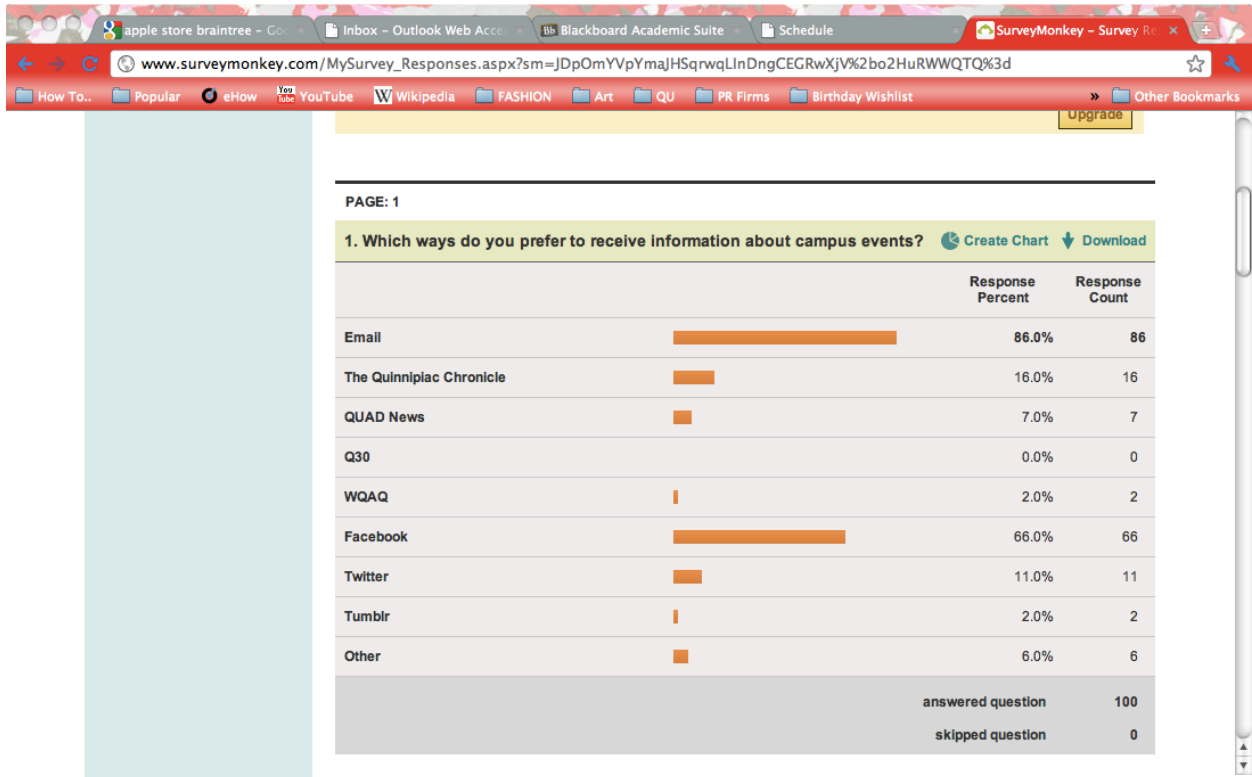 apple store braintree – Go
Inbox – Outlook Web Acce
Bb Blackboard Academic Suite
Schedule
SurveyMonkey – Survey Re
www.surveymonkey.com/MySurvey_Responses.aspx?sm=JDpOmYVpYmaJHSqrwqLlnDngCEGRwXjV%2bo2HuRWWQTQ%3d
How To.. Popular eHow You Tube YouTube W Wikipedia FASHION Art QU PR Firms Birthday Wishlist » Other Bookmarks
Upgrade
PAGE: 1
1. Which ways do you prefer to receive information about campus events? Create Chart Download
Response Percent Response Count
Email 86.0% 86
The Quinnipiac Chronicle 16.0% 16
QUAD News 7.0% 7
Q30 0.0% 0
WQAQ 2.0% 2
Facebook 66.0% 66
Twitter 11.0% 11
Tumblr 2.0% 2
Other 6.0% 6
answered question 100
skipped question 0